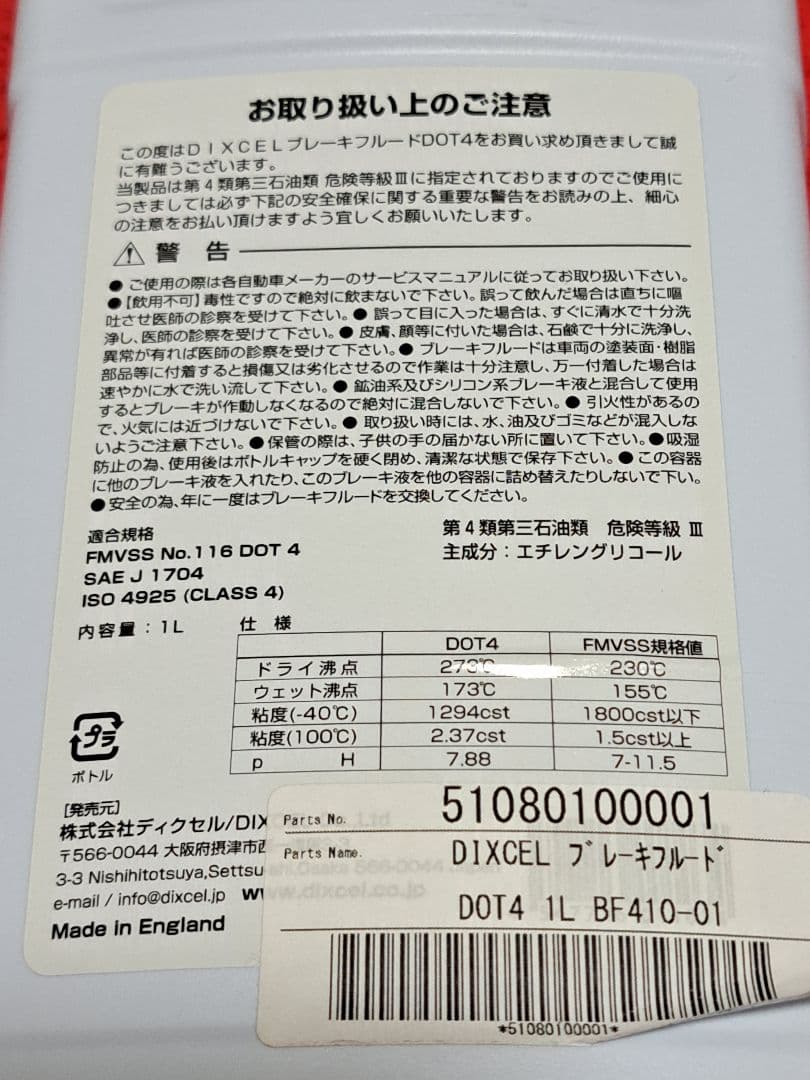 お取り扱い上のご注意
この度はDIXCELブレーキフルードDOT4をお買い求め頂きまして誠
に有難うございます。
当製品は第4類第三石油類 危険等級Ⅲに指定されておりますのでご使用に
つきましては必ず下記の安全確保に関する重要な警告をお読みの上、細心
の注意をお払い頂けますよう宜しくお願いいたします。
⚠警 告
●ご使用の際は各自動車メーカーのサービスマニュアルに従ってお取り扱い下さい。
●【飲用不可】毒性ですので絶対に飲まないで下さい。誤って飲んだ場合は直ちに嘔
吐させ医師の診察を受けて下さい。●誤って目に入った場合は、すぐに清水で十分洗
浄し、医師の診察を受けて下さい。●皮膚、顔等に付いた場合は、石鹸で十分に洗浄し、
異常が有れば医師の診察を受けて下さい。●ブレーキフルードは車両の塗装面・樹脂
部品等に付着すると損傷又は劣化させるので作業は十分注意し、万一付着した場合は
速やかに水で洗い流して下さい。●鉱油系及びシリコン系ブレーキ液と混合して使用
するとブレーキが作動しなくなるので絶対に混合しないで下さい。●引火性があるの
で、火気には近づけないで下さい。●取り扱い時には、水、油及びゴミなどが混入しな
いようご注意下さい。●保管の際は、子供の手の届かない所に置いて下さい。●吸湿
防止の為、使用後はボトルキャップを硬く閉め、清潔な状態で保存下さい。●この容器
に他のブレーキ液を入れたり、このブレーキ液を他の容器に詰め替えたりしないで下い。
●安全の為、年に一度はブレーキフルードを交換してください。
適合規格
FMVSS No.116 DOT 4
SAE J 1704
ISO 4925 (CLASS 4)
第4類第三石油類 危険等級 Ⅲ
主成分：エチレングリコール
内容量：1L
仕 様
DOT4 FMVSS規格値
ドライ沸点 273℃ 230℃
ウェット沸点 173℃ 155℃
粘度(-40℃) 1294cst 1800cst以下
粘度(100℃) 2.37cst 1.5cst以上
p H 7.88 7-11.5
プラ
ボトル
[発売元]
株式会社ディクセル/DIX
〒566-0044 大阪府摂津市西
3-3 Nishihitotsuya,Settsu
e-mail / info@dixcel.jp www.dixcel.co.jp
Made in England
Parts No. 51080100001
Parts Name. DIXCEL ブレーキフルード
DOT4 1L BF410-01
*51080100001*